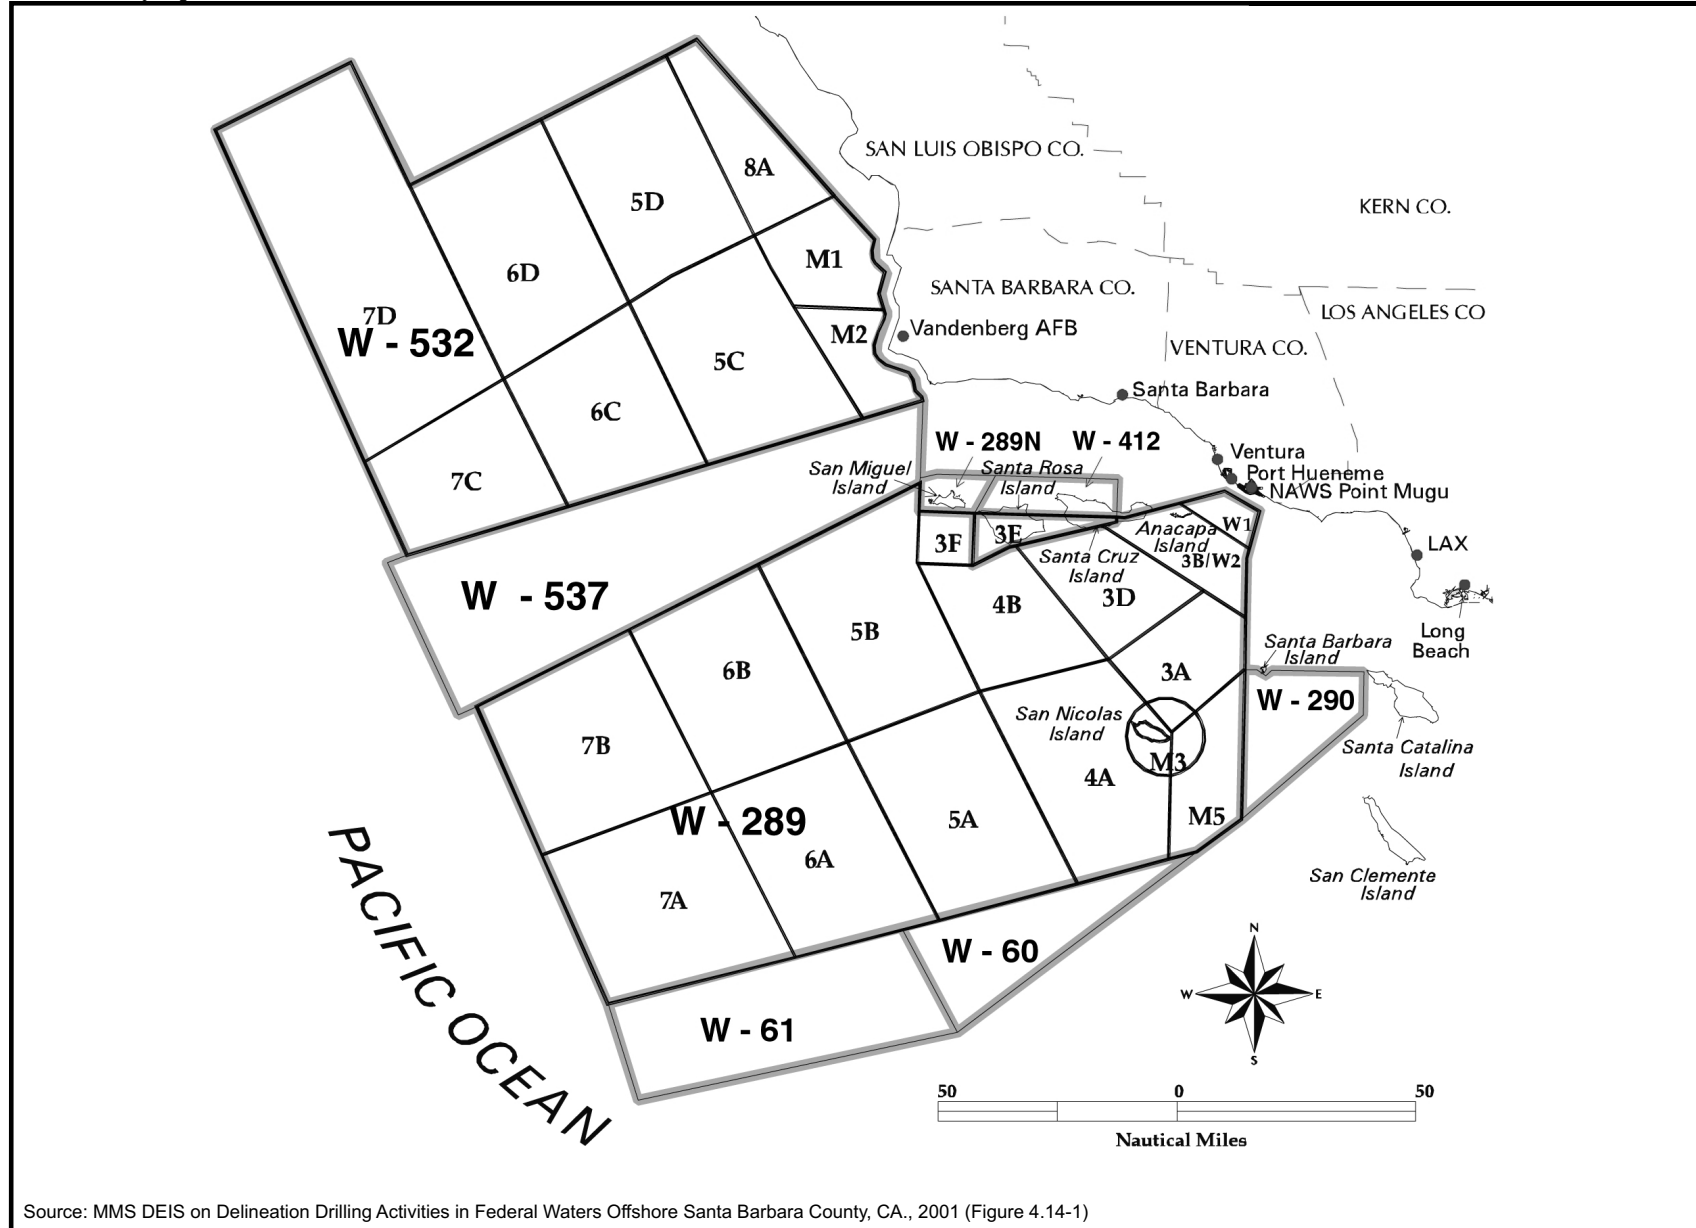 SAN LUIS OBISPO CO.
8A
5D
KERN CO.
M1
6D
SANTA BARBARA CO.
LOS ANGELES CO
7D
W - 532
M2
Vandenberg AFB
VENTURA CO.
5C
Santa Barbara
6C
W - 289N
W - 412
Ventura
San Miguel
Island
Santa Rosa
Island
Port Hueneme
7C
NAWS Point Mugu
3F
3E
Anacapa
Island
W1
LAX
Santa Cruz
Island
3B/W2
W - 537
4B
3D
5B
Long
Beach
Santa Barbara
Island
6B
3A
W - 290
San Nicolas
Island
7B
Santa Catalina
Island
M3
4A
W - 289
5A
M5
6A
San Clemente
Island
7A
PACIFIC OCEAN
W - 60
N
W
E
S
W - 61
50
0
50
Nautical Miles
Source: MMS DEIS on Delineation Drilling Activities in Federal Waters Offshore Santa Barbara County, CA., 2001 (Figure 4.14-1)